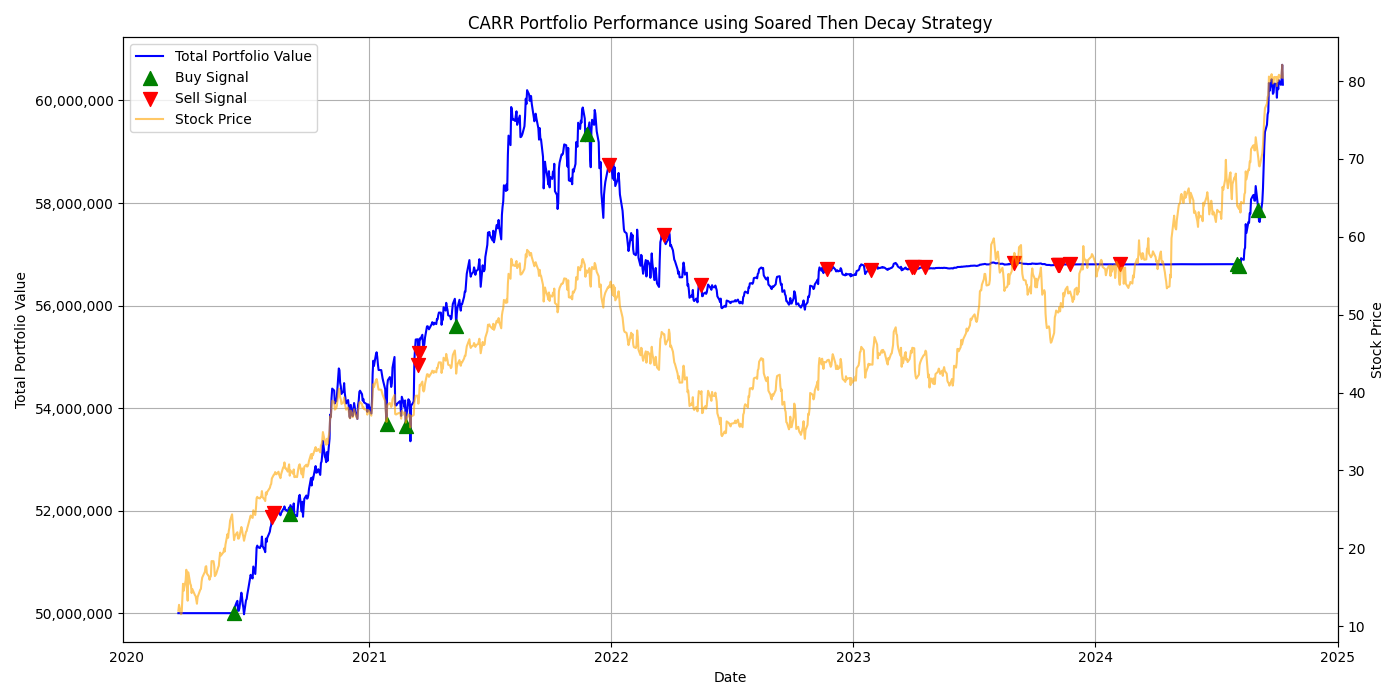 CARR Portfolio Performance using Soared Then Decay Strategy
Total Portfolio Value
Buy Signal
Sell Signal
Stock Price
60,000,000
58,000,000
56,000,000
54,000,000
52,000,000
50,000,000
Total Portfolio Value
80
70
60
50
40
30
20
10
Stock Price
2020
2021
2022
2023
2024
2025
Date